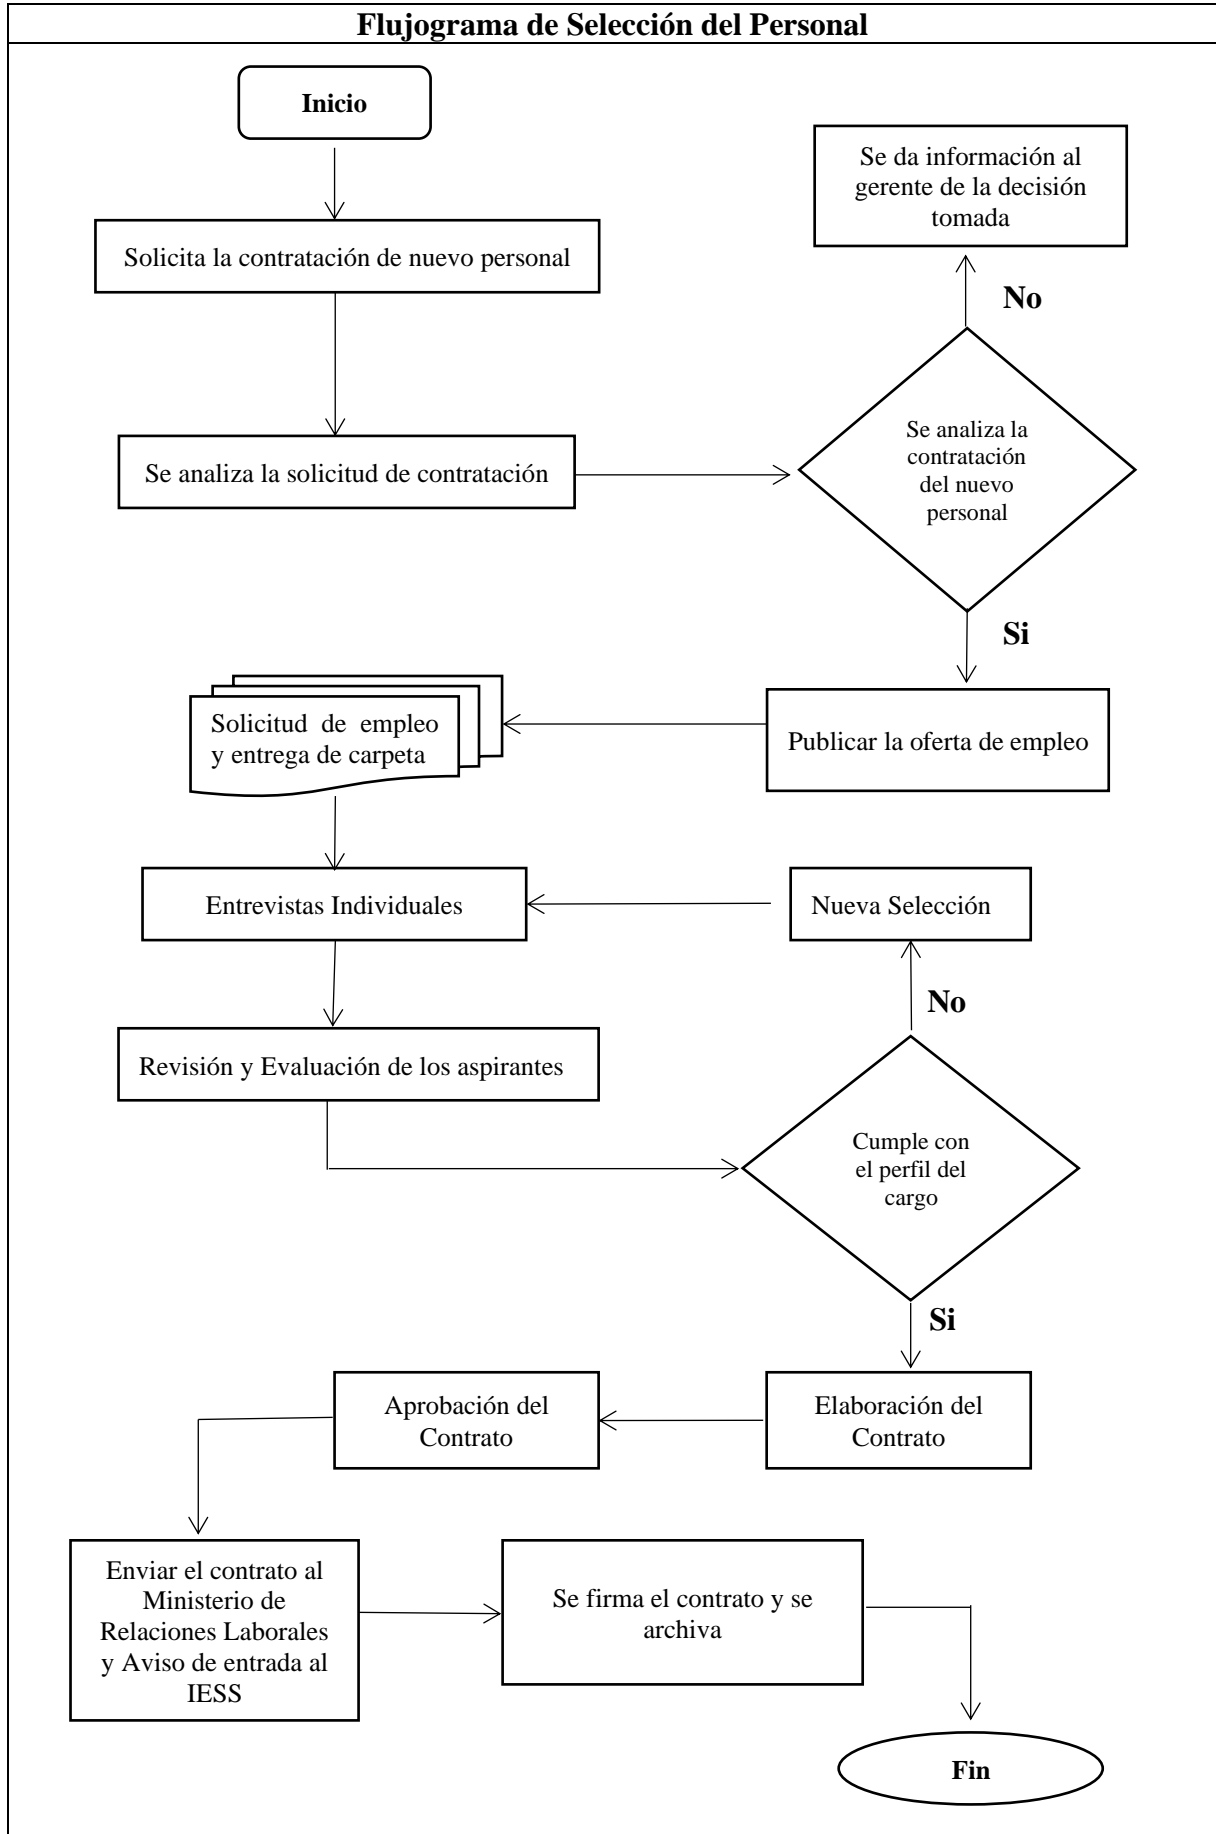 Flujograma de Selección del Personal
Inicio
Se da información al
gerente de la decisión
tomada
Solicita la contratación de nuevo personal
No
Se analiza la solicitud de contratación
Se analiza la
contratación
del nuevo
personal
Si
Solicitud de empleo
y entrega de carpeta
Publicar la oferta de empleo
Entrevistas Individuales
Nueva Selección
No
Revisión y Evaluación de los aspirantes
Cumple con
el perfil del
cargo
Si
Aprobación del
Contrato
Elaboración del
Contrato
Enviar el contrato al
Ministerio de
Relaciones Laborales
y Aviso de entrada al
IESS
Se firma el contrato y se
archiva
Fin